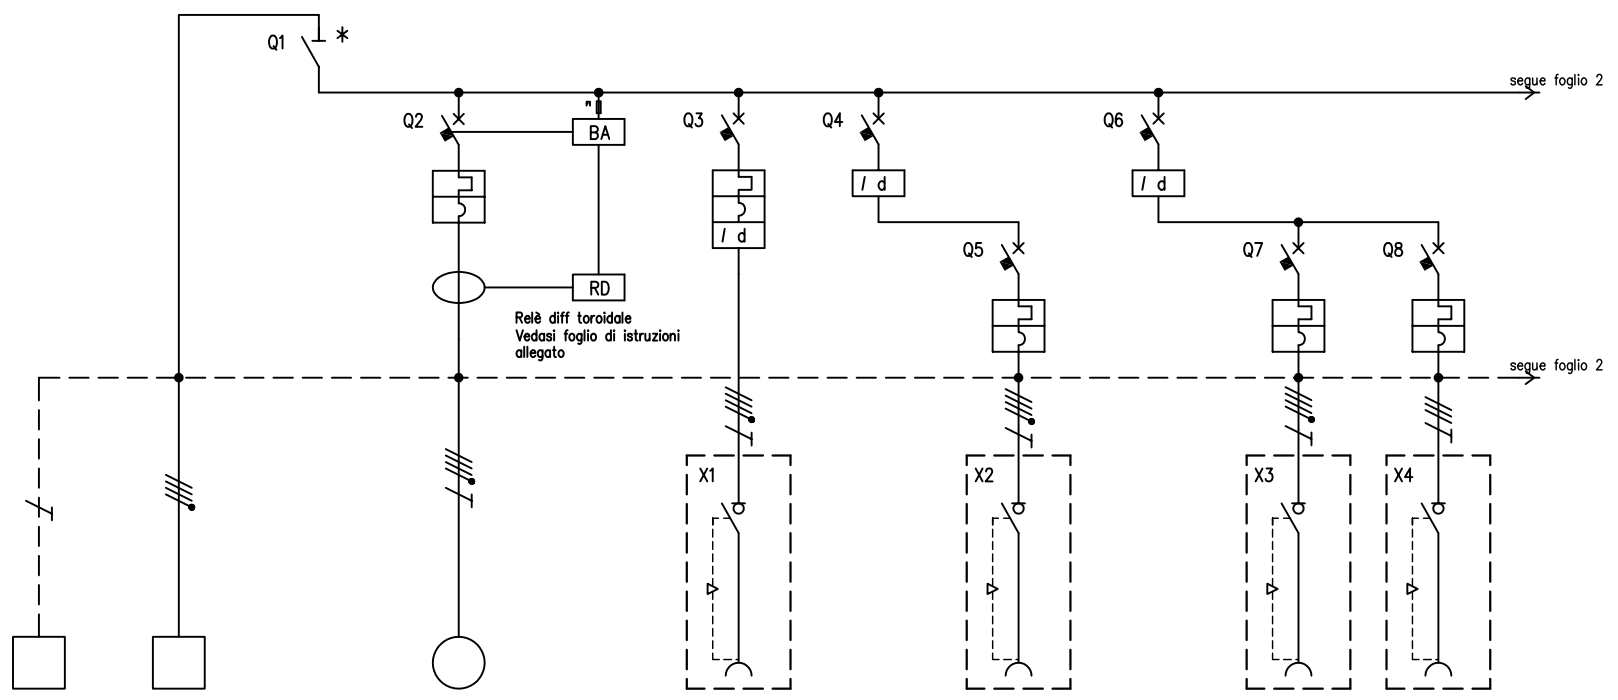 Q1 *
segue foglio 2
Q2
"
BA
Q3
Q4
Q6
I d
I d
I d
Q5
Q7
Q8
RD
Relè diff toroidale
Vedasi foglio di istruzioni
allegato
segue foglio 2
X1
X2
X3
X4